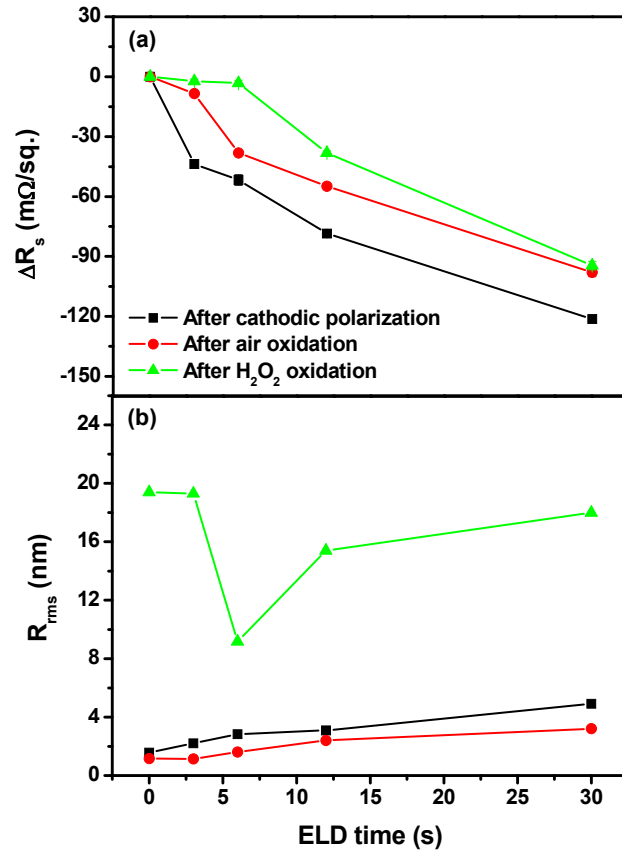 30
(a)
0
-30
-60
-90
-120
-150
ΔRs (mΩ/sq.)
After cathodic polarization
After air oxidation
After H2O2 oxidation
(b)
24
20
16
12
8
4
0
Rrms (nm)
0 5 10 15 20 25 30
ELD time (s)